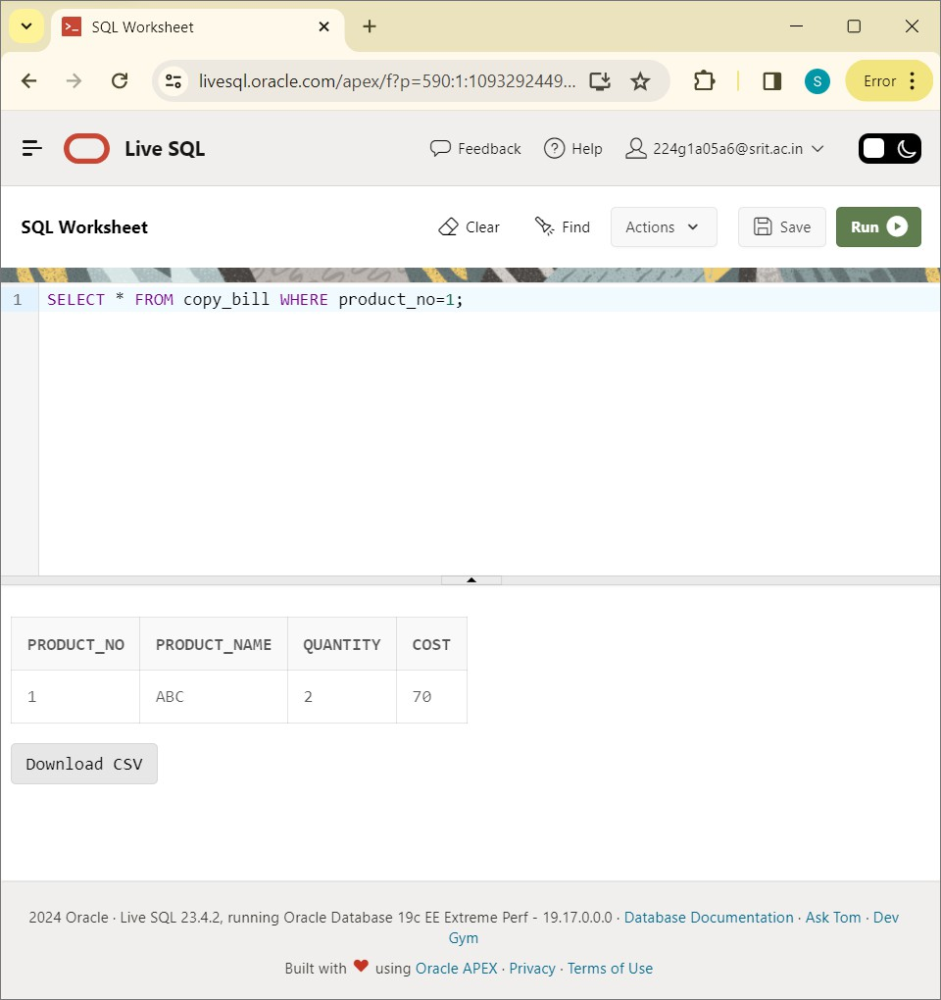 SQL Worksheet
livesql.oracle.com/apex/f?p=590:1:1093292449...
S
Error
Live SQL
Feedback
Help
224g1a05a6@srit.ac.in
SQL Worksheet
Clear
Find
Actions
Save
Run
1 SELECT * FROM copy_bill WHERE product_no=1;
PRODUCT_NO PRODUCT_NAME QUANTITY COST
1 ABC 2 70
Download CSV
2024 Oracle · Live SQL 23.4.2, running Oracle Database 19c EE Extreme Perf - 19.17.0.0.0 · Database Documentation · Ask Tom · Dev
Gym
Built with ❤ using Oracle APEX · Privacy · Terms of Use